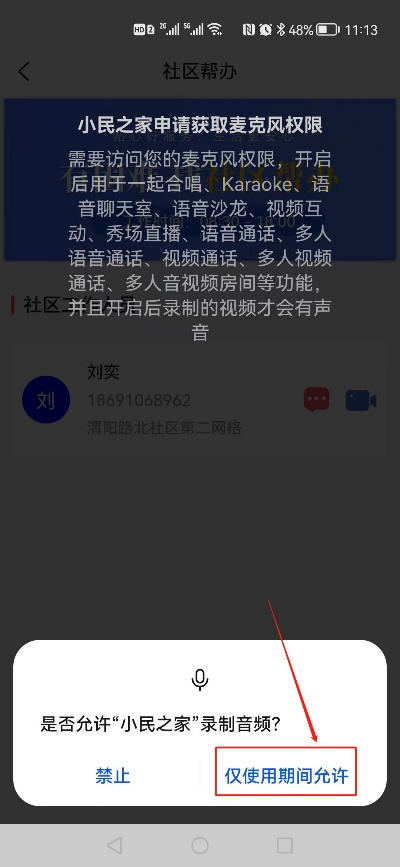 HD 2 2G 5G 48% 11:13
社区帮办
小民之家申请获取麦克风权限
需要访问您的麦克风权限，开启
后用于一起合唱、Karaoke、语
音聊天室、语音沙龙、视频互
动、秀场直播、语音通话、多人
语音通话、视频通话、多人视频
通话、多人音视频房间等功能，
并且开启后录制的视频才会有声
音
工作时间：08:30 - 18:00
刘
刘奕
18691068962
渭阳路北社区第二网格
是否允许“小民之家”录制音频?
禁止
仅使用期间允许